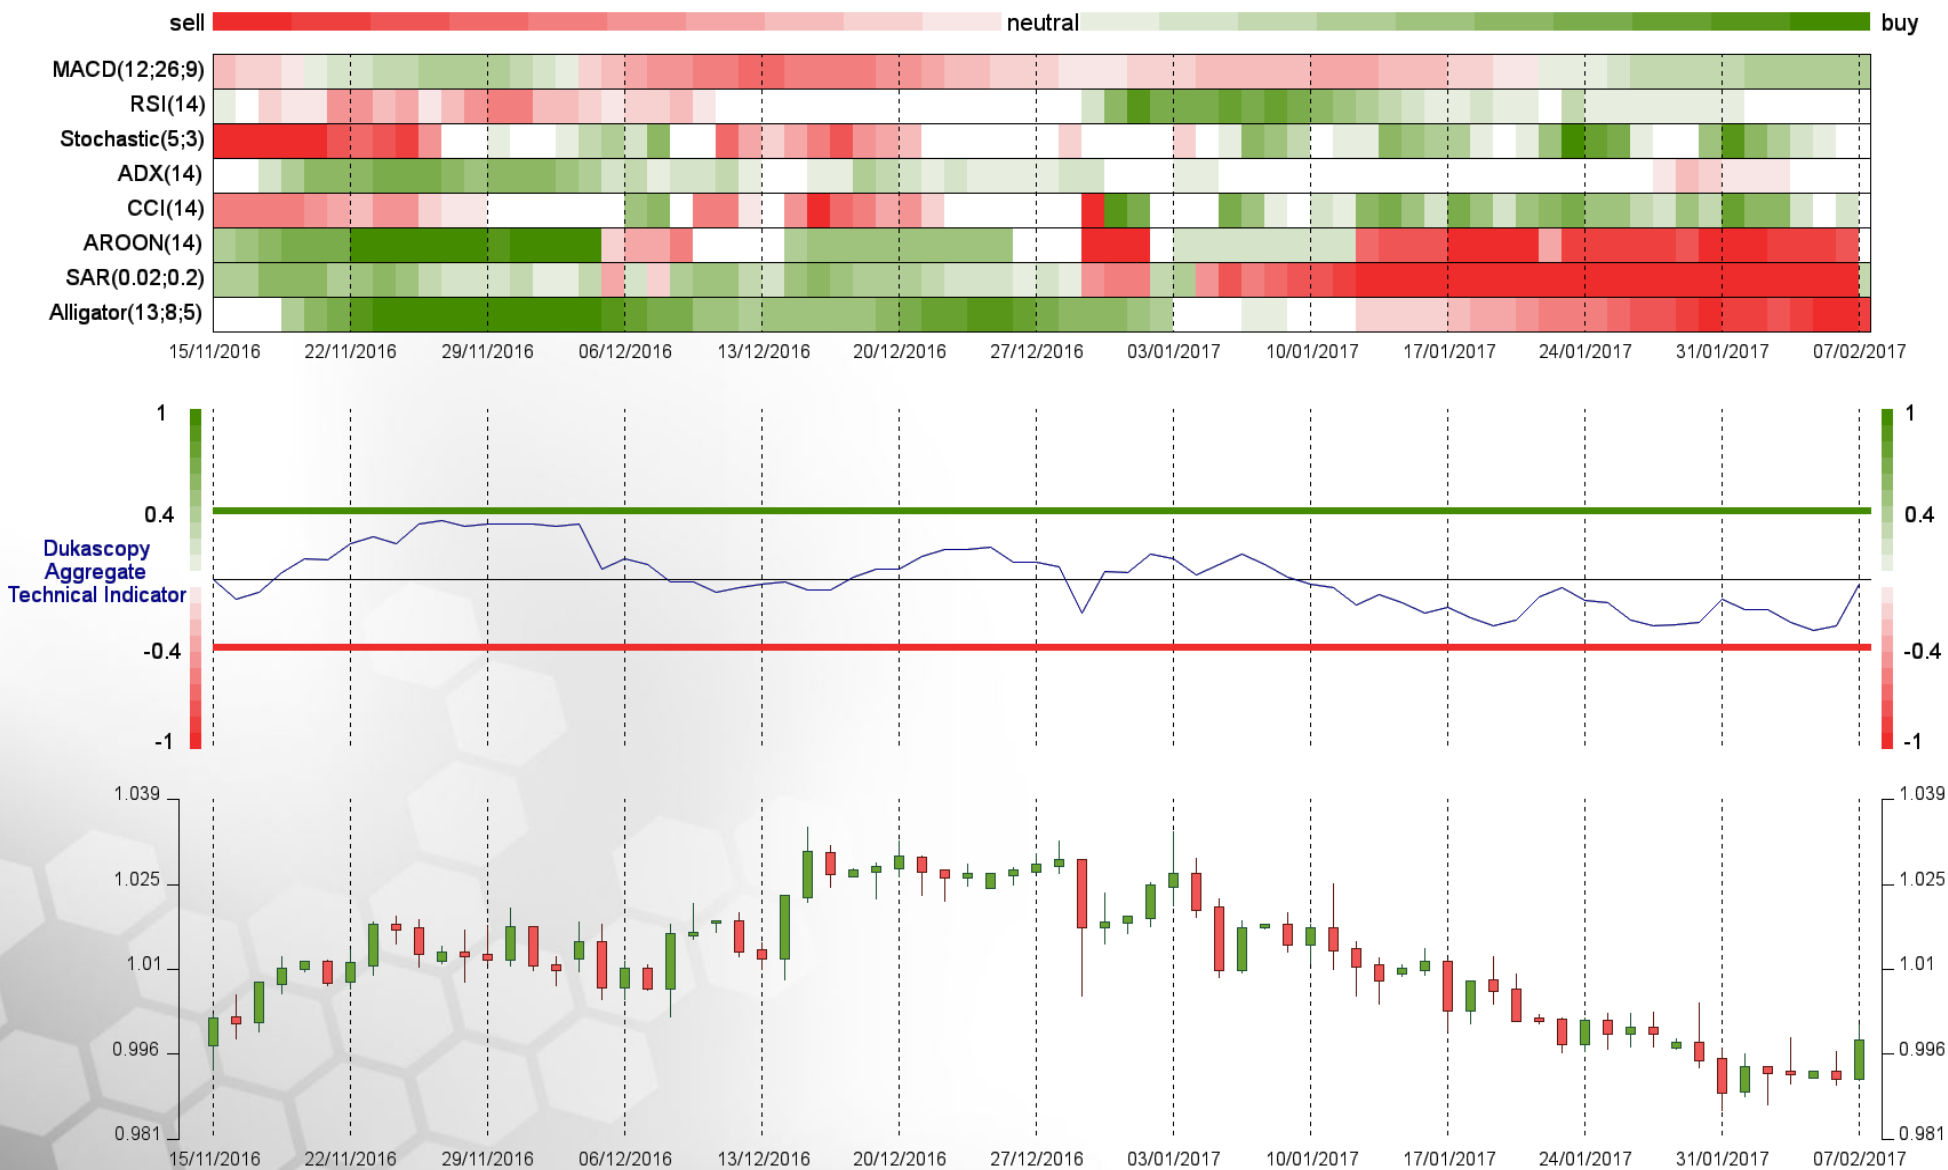 sell neutral buy
MACD(12;26;9)
RSI(14)
Stochastic(5;3)
ADX(14)
CCI(14)
AROON(14)
SAR(0.02;0.2)
Alligator(13;8;5)
15/11/2016 22/11/2016 29/11/2016 06/12/2016 13/12/2016 20/12/2016 27/12/2016 03/01/2017 10/01/2017 17/01/2017 24/01/2017 31/01/2017 07/02/2017
1 1
0.4 0.4
Dukascopy
Aggregate
Technical Indicator
-0.4 -0.4
-1 -1
1.039 1.039
1.025 1.025
1.01 1.01
0.996 0.996
0.981 0.981
15/11/2016 22/11/2016 29/11/2016 06/12/2016 13/12/2016 20/12/2016 27/12/2016 03/01/2017 10/01/2017 17/01/2017 24/01/2017 31/01/2017 07/02/2017